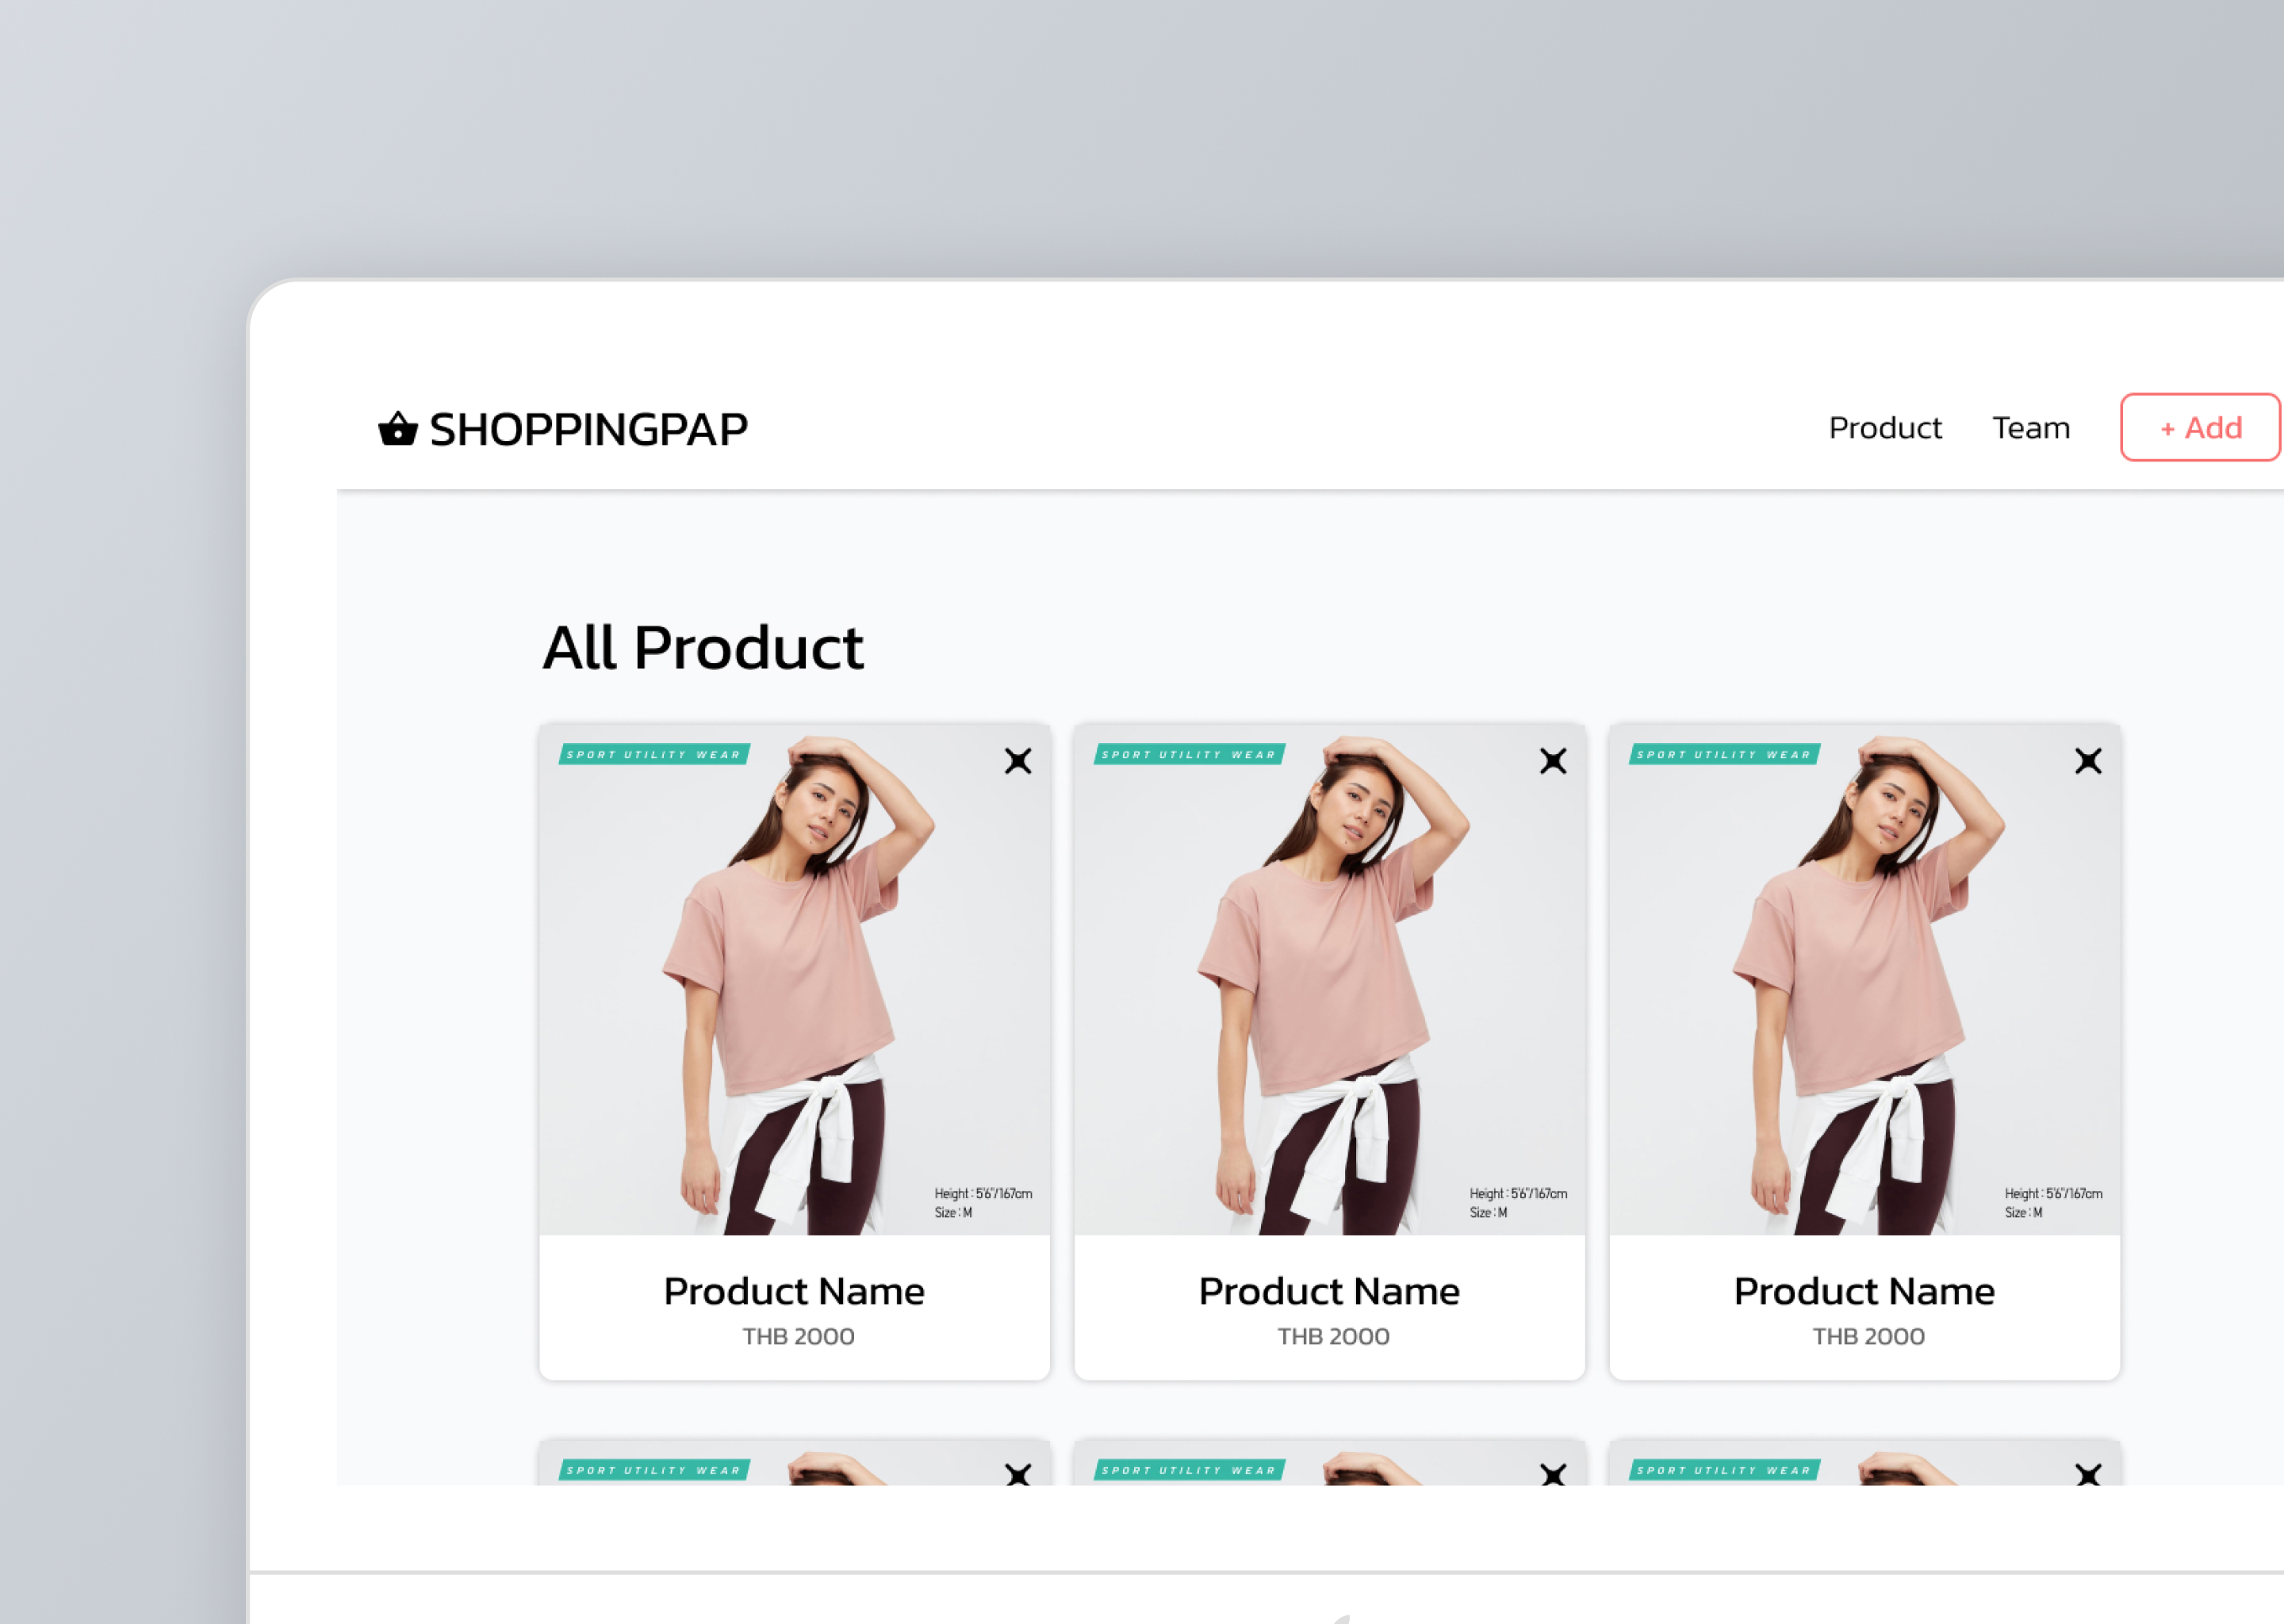 SHOPPINGPAP
Product
Team
+ Add
All Product
SPORT UTILITY WEAR
SPORT UTILITY WEAR
SPORT UTILITY WEAR
Height : 5'6"/167cm
Size : M
Height : 5'6"/167cm
Size : M
Height : 5'6"/167cm
Size : M
Product Name
Product Name
Product Name
THB 2000
THB 2000
THB 2000
SPORT UTILITY WEAR
SPORT UTILITY WEAR
SPORT UTILITY WEAR